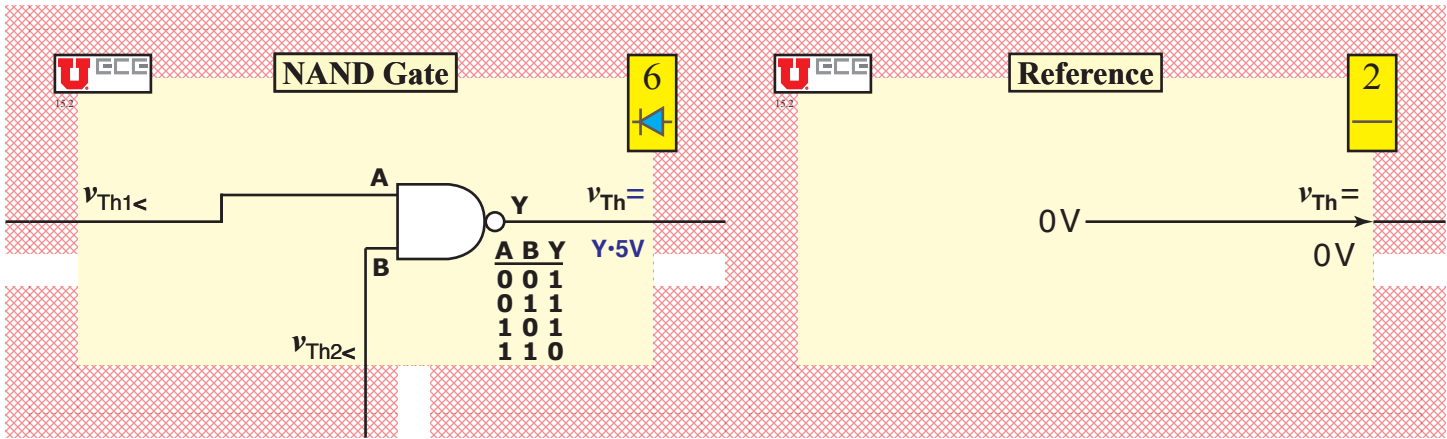 U ECE
NAND Gate
6
15.2
vTh1<
A
B
Y
vTh=
Y•5V
A B Y
0 0 1
0 1 1
1 0 1
1 1 0
vTh2<
U ECE
Reference
2
15.2
0V
vTh=
0V